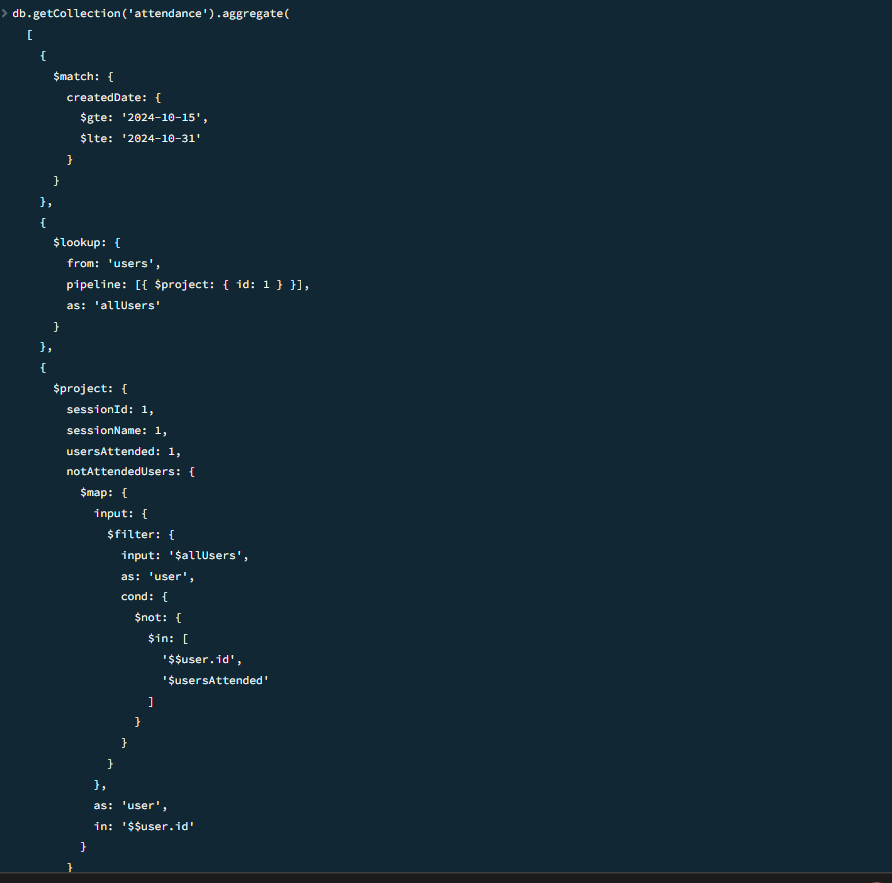 > db.getCollection('attendance').aggregate(
[
{
$match: {
createdDate: {
$gte: '2024-10-15',
$lte: '2024-10-31'
}
}
},
{
$lookup: {
from: 'users',
pipeline: [{ $project: { id: 1 } }],
as: 'allUsers'
}
},
{
$project: {
sessionId: 1,
sessionName: 1,
usersAttended: 1,
notAttendedUsers: {
$map: {
input: {
$filter: {
input: '$allUsers',
as: 'user',
cond: {
$not: {
$in: [
'$$user.id',
'$usersAttended'
]
}
}
}
},
as: 'user',
in: '$$user.id'
}
}